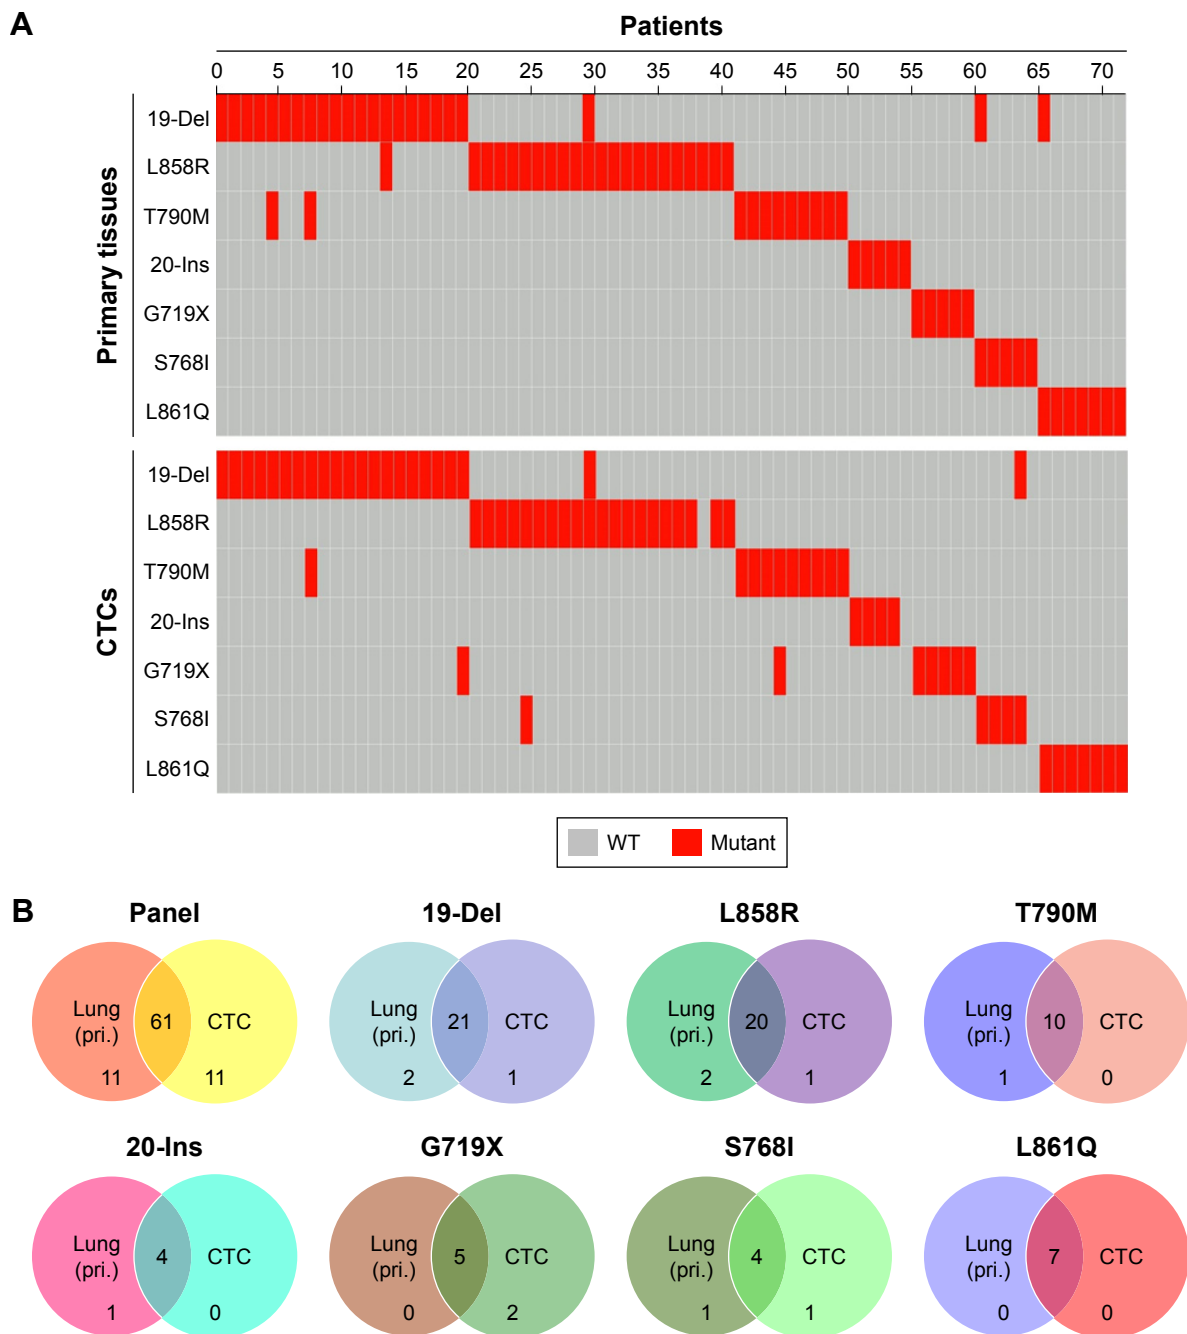 A
Patients
0 5 10 15 20 25 30 35 40 45 50 55 60 65 70
Primary tissues
19-Del
L858R
T790M
20-Ins
G719X
S768I
L861Q
CTCs
19-Del
L858R
T790M
20-Ins
G719X
S768I
L861Q
WT Mutant
B
Panel 19-Del L858R T790M
Lung (pri.) 61 CTC
11 11
Lung (pri.) 21 CTC
2 1
Lung (pri.) 20 CTC
2 1
Lung (pri.) 10 CTC
1 0
20-Ins G719X S768I L861Q
Lung (pri.) 4 CTC
1 0
Lung (pri.) 5 CTC
0 2
Lung (pri.) 4 CTC
1 1
Lung (pri.) 7 CTC
0 0